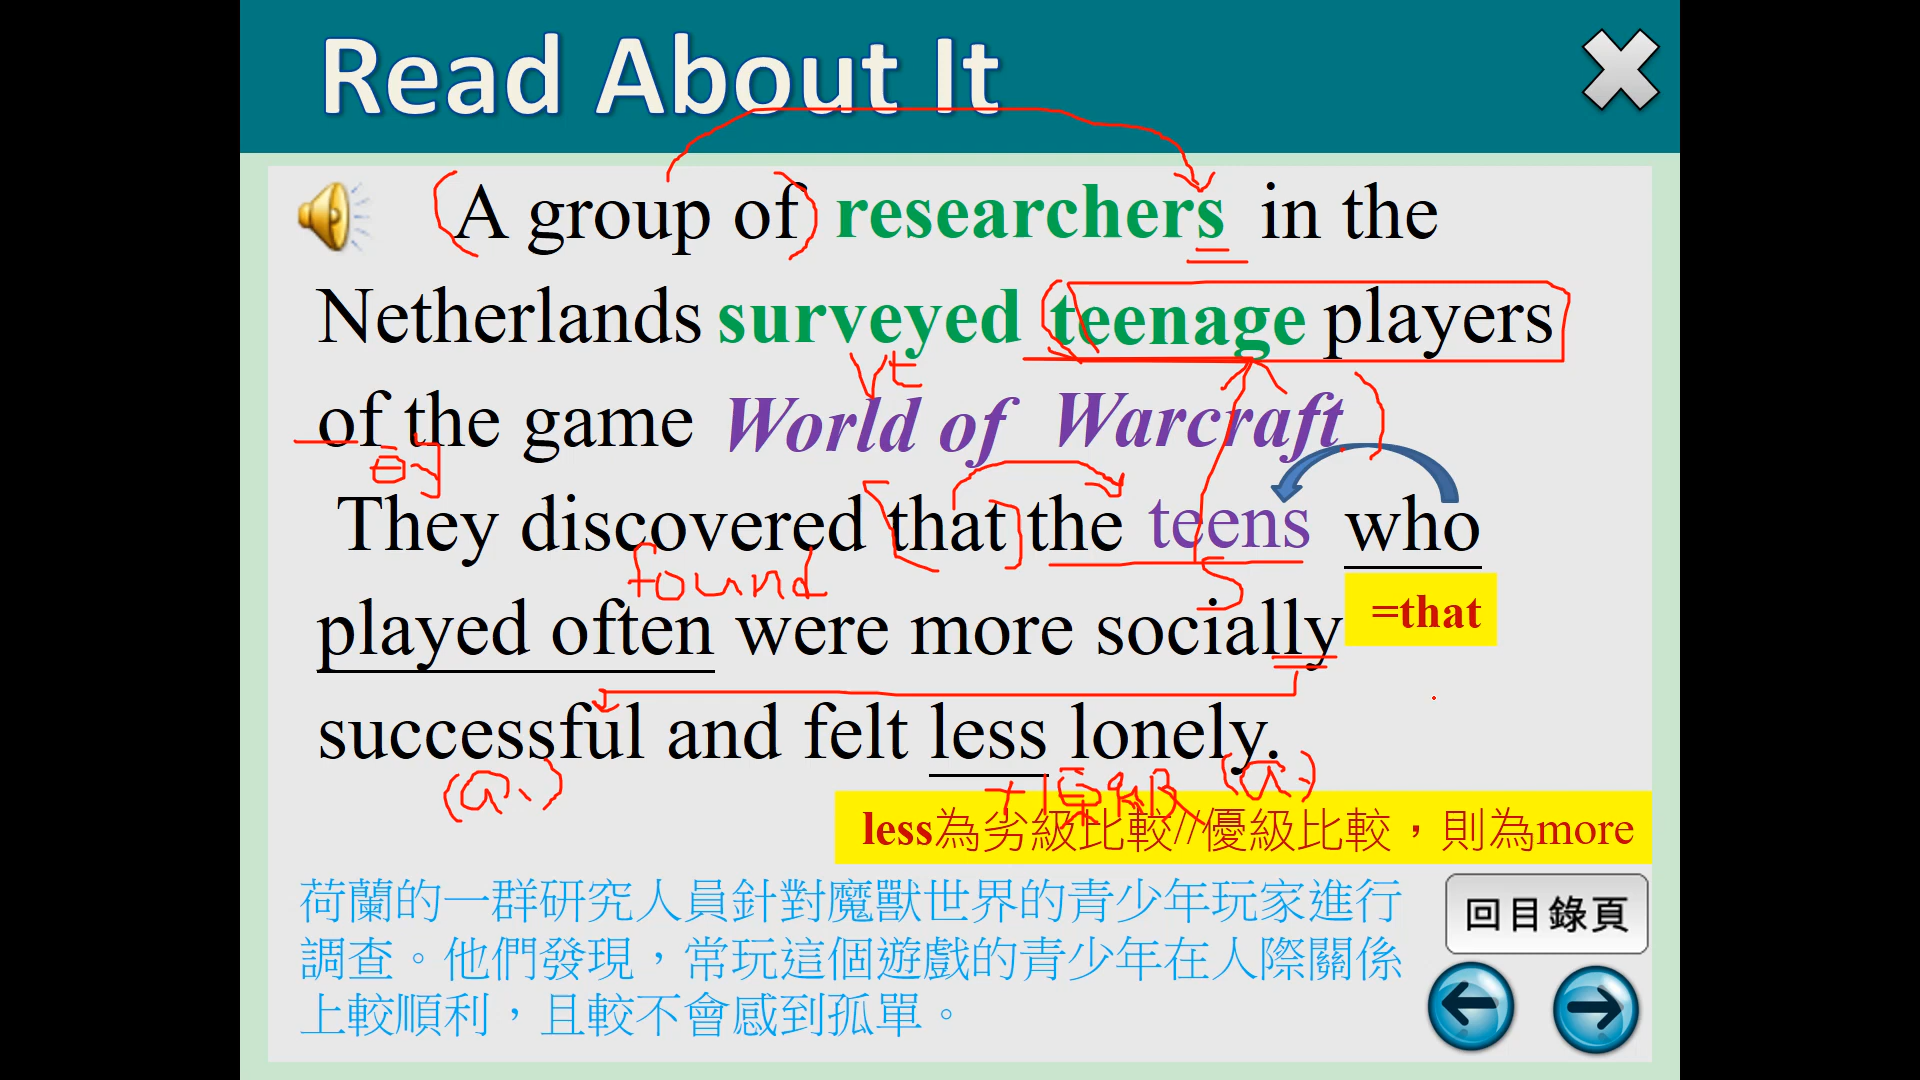 Read About It
A group of researchers in the
Netherlands surveyed teenage players
vt
of the game World of Warcraft
的
They discovered that the teens who
found
S
played often were more socially =that
successful and felt less lonely.
(a.) (a.)
less為劣級比較//優級比較，則為more
荷蘭的一群研究人員針對魔獸世界的青少年玩家進行
調查。他們發現，常玩這個遊戲的青少年在人際關係
上較順利，且較不會感到孤單。
回目錄頁